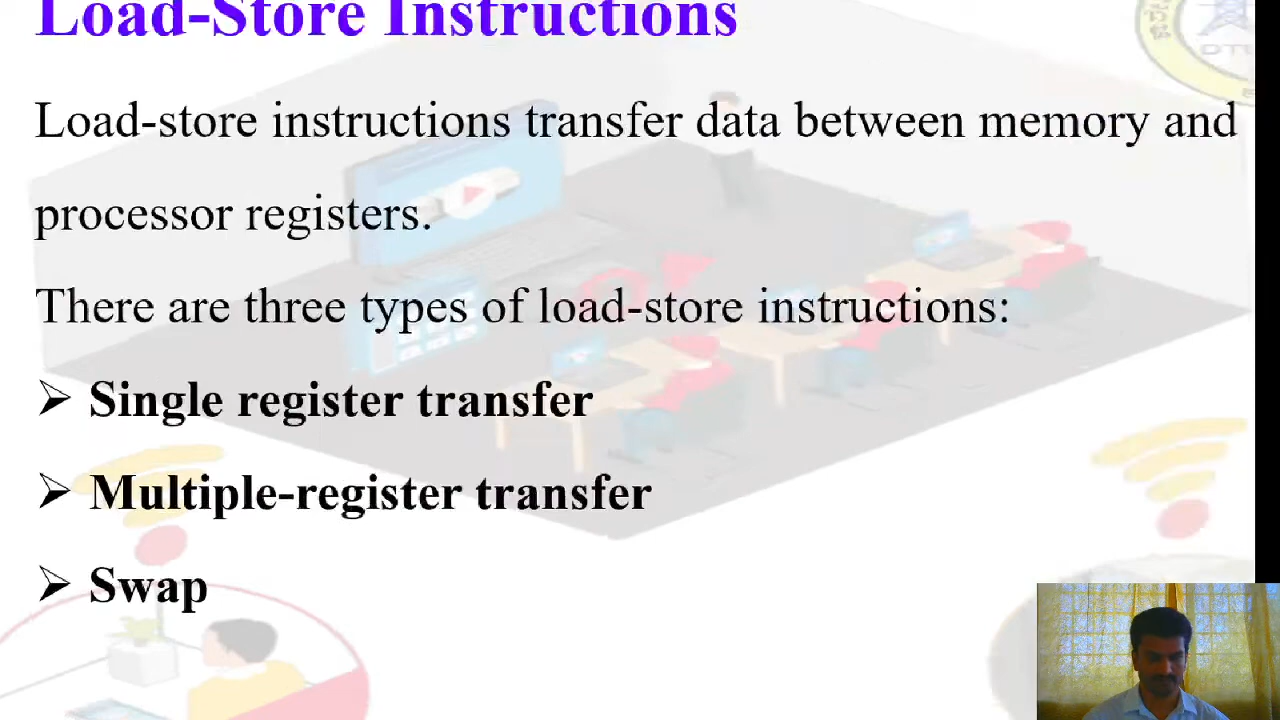 Load-Store Instructions
Load-store instructions transfer data between memory and
processor registers.
There are three types of load-store instructions:
➢ Single register transfer
➢ Multiple-register transfer
➢ Swap